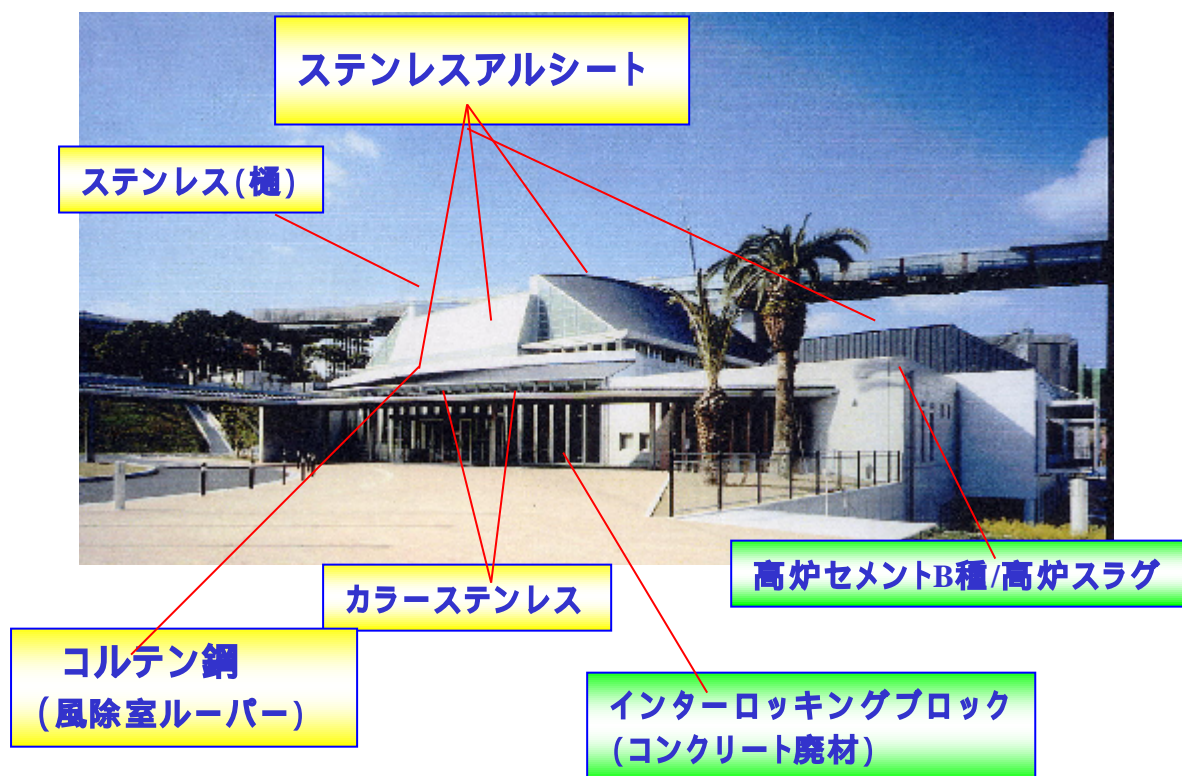 ステンレスアルシート
ステンレス(樋)
高炉セメントB種/高炉スラグ
カラーステンレス
コルテン鋼
(風除室ルーバー)
インターロッキングブロック
(コンクリート廃材)